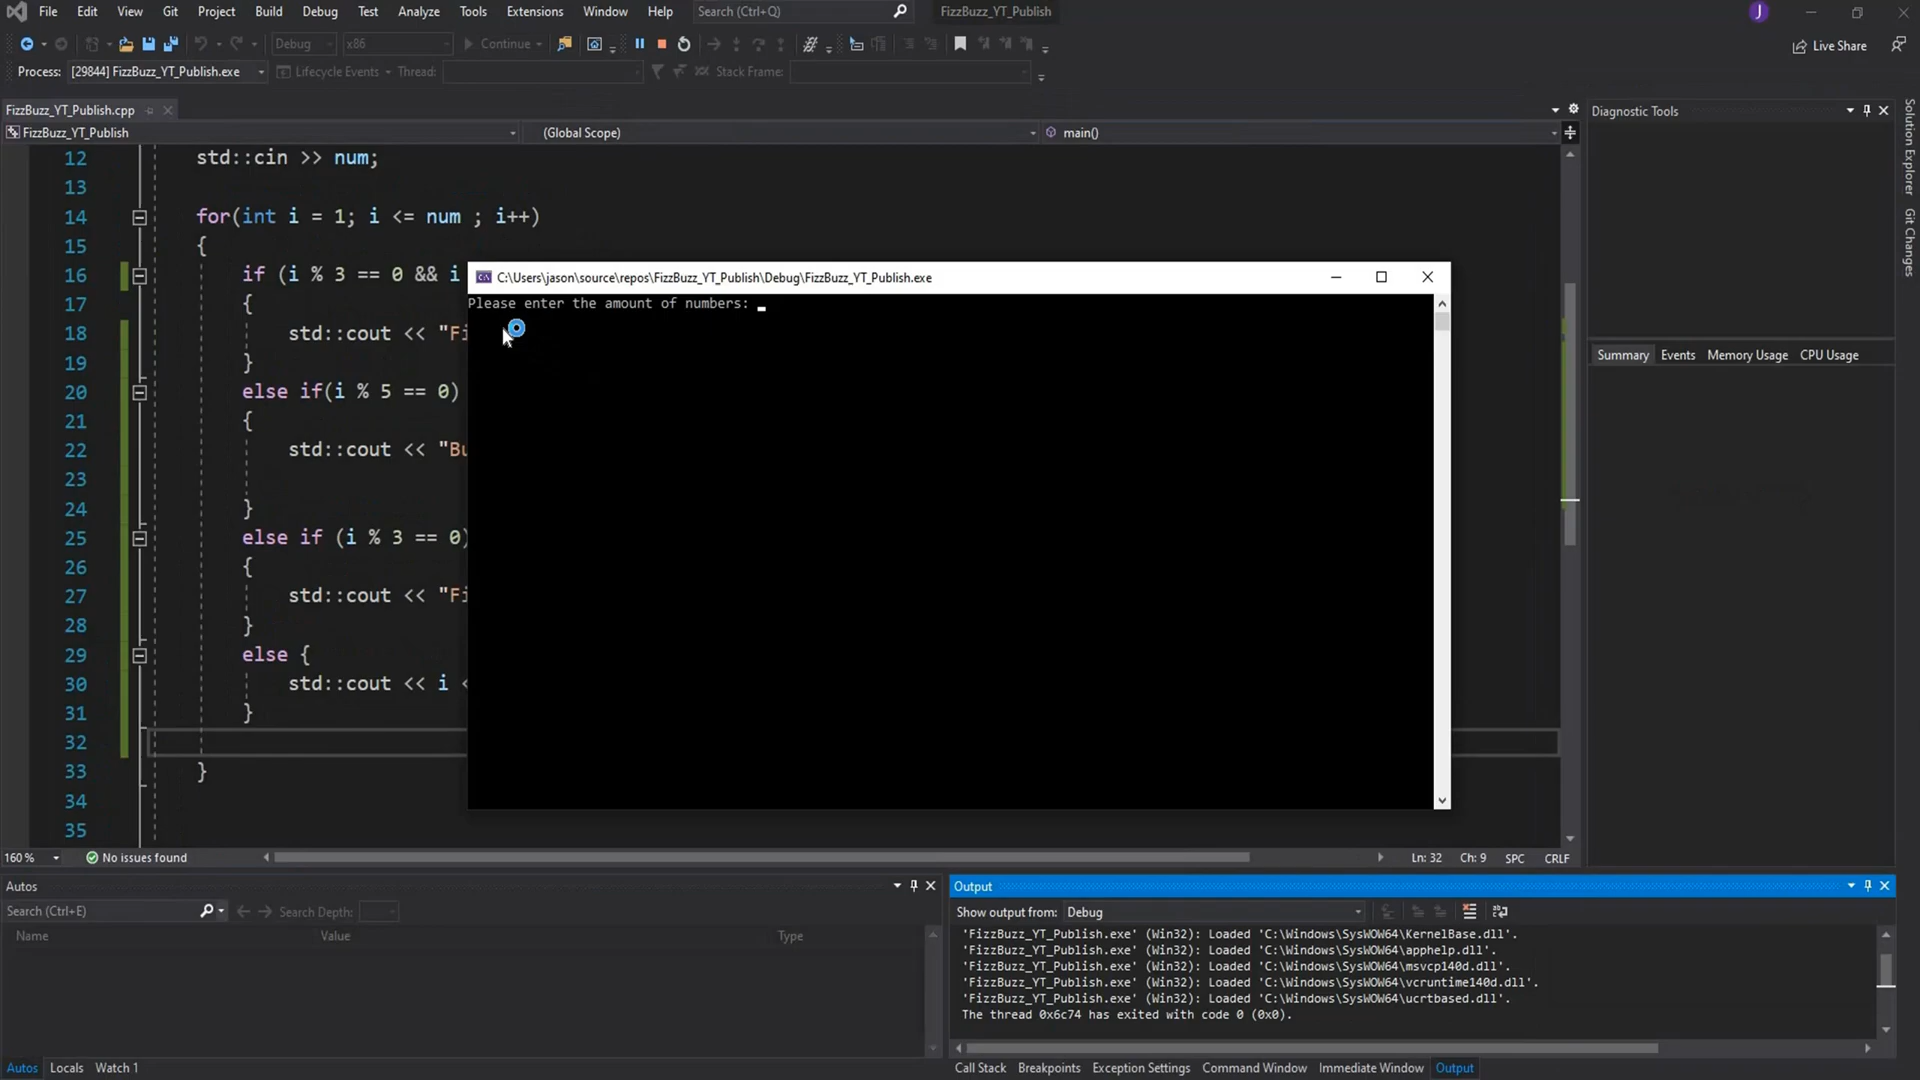 File Edit View Git Project Build Debug Test Analyze Tools Extensions Window Help Search (Ctrl+Q) FizzBuzz_YT_Publish J
Debug x86 Continue Live Share
Process: [29844] FizzBuzz_YT_Publish.exe Lifecycle Events Thread: Stack Frame:
FizzBuzz_YT_Publish.cpp
FizzBuzz_YT_Publish (Global Scope) main()
12 std::cin >> num;
13
14 for(int i = 1; i <= num ; i++)
15 {
16 if (i % 3 == 0 && i
17 {
18 std::cout << "Fi
19 }
20 else if(i % 5 == 0)
21 {
22 std::cout << "Bu
23
24 }
25 else if (i % 3 == 0)
26 {
27 std::cout << "Fi
28 }
29 else {
30 std::cout << i <
31 }
32
33 }
34
35
C:\Users\jason\source\repos\FizzBuzz_YT_Publish\Debug\FizzBuzz_YT_Publish.exe
Please enter the amount of numbers:
Diagnostic Tools
Summary Events Memory Usage CPU Usage
Solution Explorer
Git Changes
160 % No issues found Ln: 32 Ch: 9 SPC CRLF
Autos
Search (Ctrl+E) Search Depth:
Name Value Type
Autos Locals Watch 1
Output
Show output from: Debug
'FizzBuzz_YT_Publish.exe' (Win32): Loaded 'C:\Windows\SysWOW64\KernelBase.dll'.
'FizzBuzz_YT_Publish.exe' (Win32): Loaded 'C:\Windows\SysWOW64\apphelp.dll'.
'FizzBuzz_YT_Publish.exe' (Win32): Loaded 'C:\Windows\SysWOW64\msvcp140d.dll'.
'FizzBuzz_YT_Publish.exe' (Win32): Loaded 'C:\Windows\SysWOW64\vcruntime140d.dll'.
'FizzBuzz_YT_Publish.exe' (Win32): Loaded 'C:\Windows\SysWOW64\ucrtbased.dll'.
The thread 0x6c74 has exited with code 0 (0x0).
Call Stack Breakpoints Exception Settings Command Window Immediate Window Output